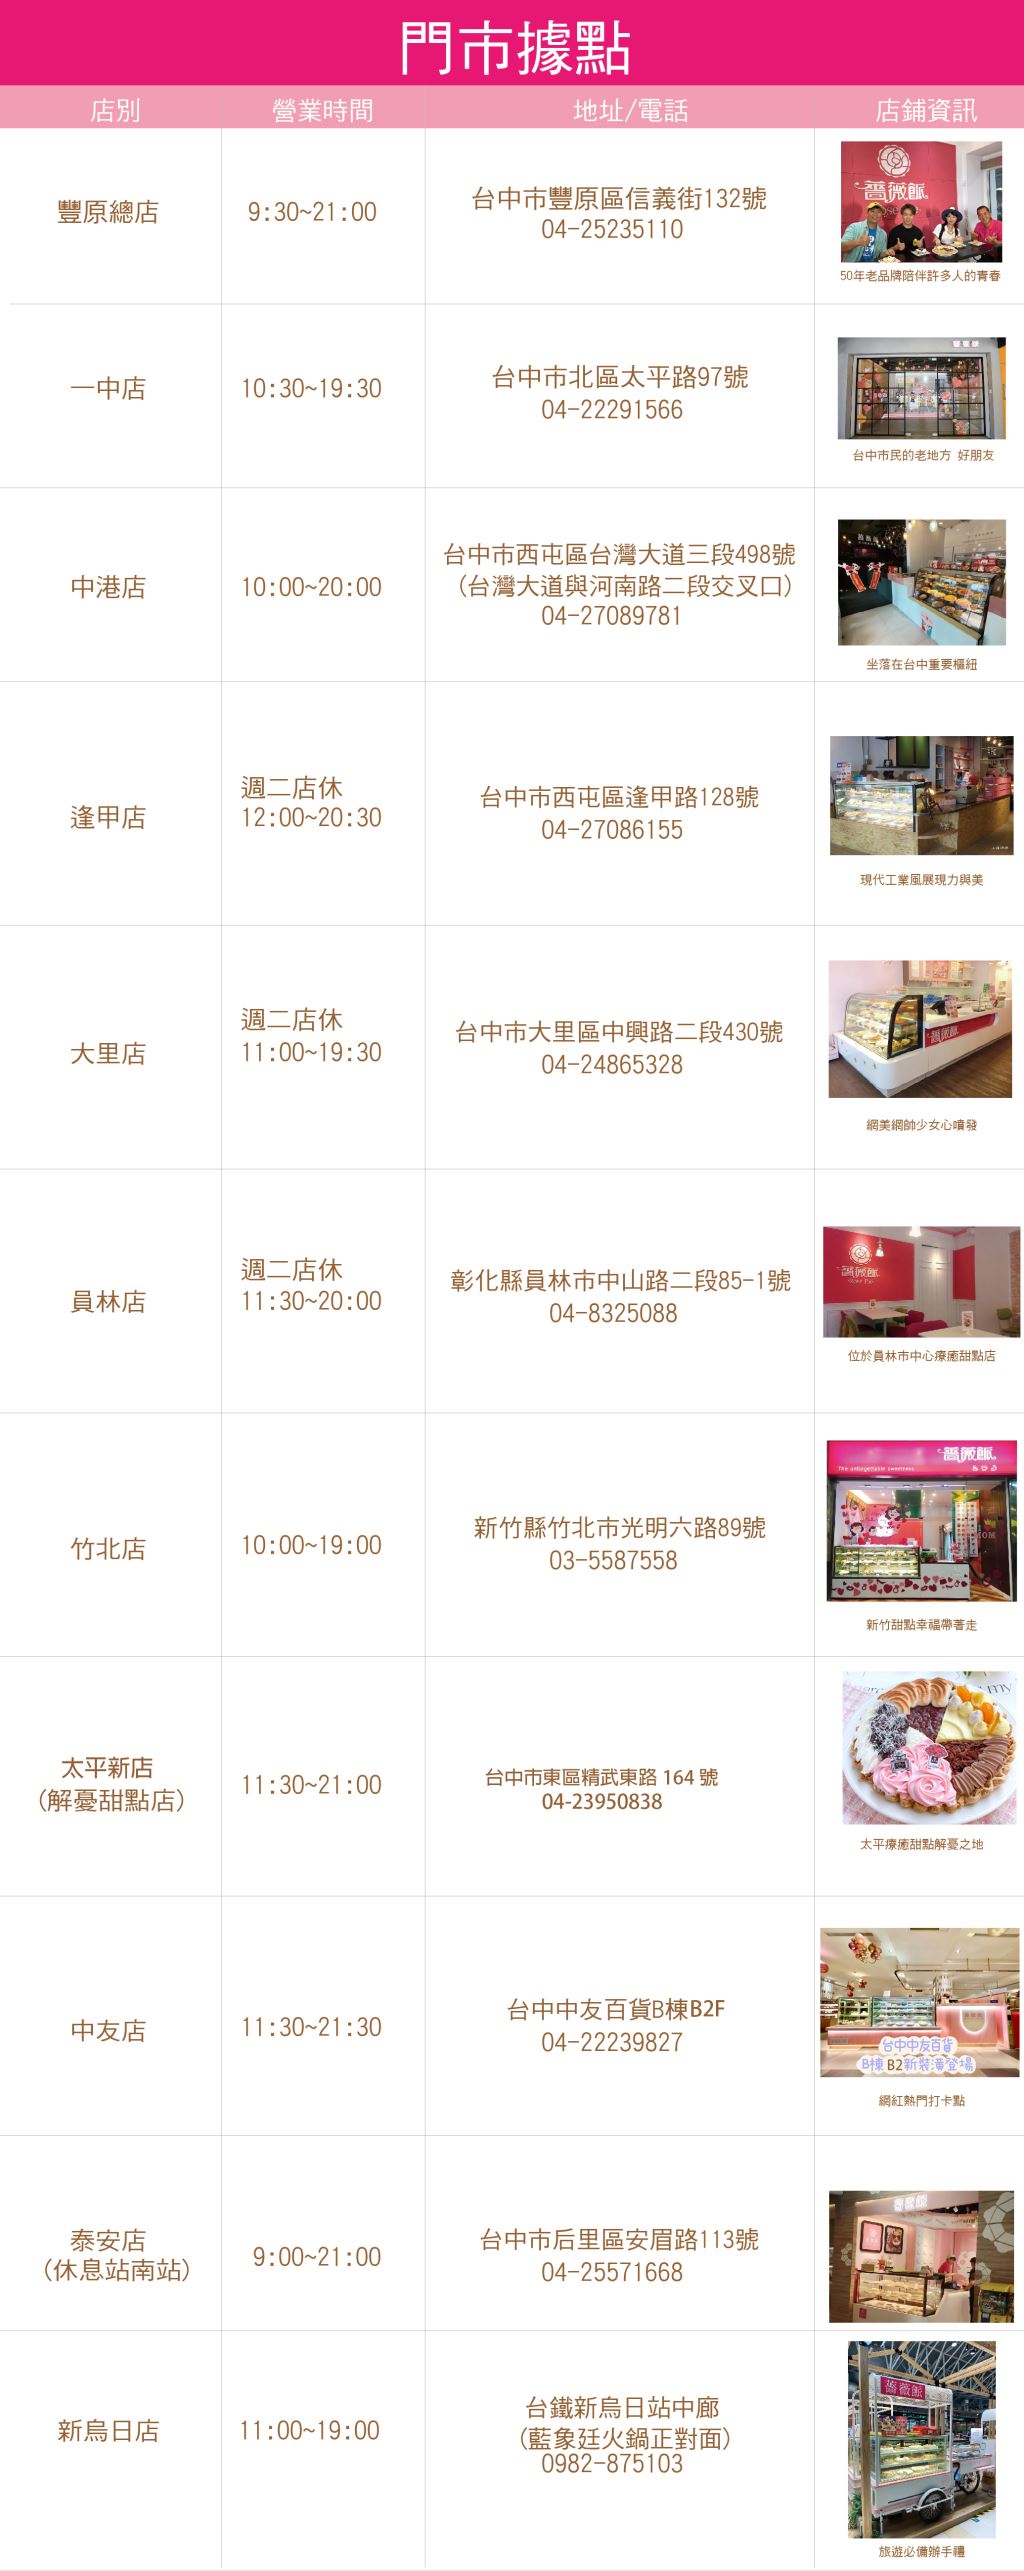 門市據點
店別
營業時間
地址/電話
店鋪資訊
豐原總店
9:30~21:00
台中市豐原區信義街132號
04-25235110
薔薇派
50年老品牌陪伴許多人的青春
一中店
10:30~19:30
台中市北區太平路97號
04-22291566
台中市民的老地方 好朋友
中港店
10:00~20:00
台中市西屯區台灣大道三段498號
(台灣大道與河南路二段交叉口)
04-27089781
坐落在台中重要樞紐
逢甲店
週二店休
12:00~20:30
台中市西屯區逢甲路128號
04-27086155
現代工業風展現力與美
大里店
週二店休
11:00~19:30
台中市大里區中興路二段430號
04-24865328
薔薇派
網美網帥少女心噴發
員林店
週二店休
11:30~20:00
彰化縣員林市中山路二段85-1號
04-8325088
薔薇派
Rose Pie
位於員林市中心療癒甜點店
竹北店
10:00~19:00
新竹縣竹北市光明六路89號
03-5587558
薔薇派
The unforgettable sweetness
新竹甜點幸福帶著走
太平新店
(解憂甜點店)
11:30~21:00
台中市東區精武東路 164 號
04-23950838
太平療癒甜點解憂之地
中友店
11:30~21:30
台中中友百貨B棟B2F
04-22239827
台中中友百貨
B棟 B2新裝潢登場
網紅熱門打卡點
泰安店
(休息站南站)
9:00~21:00
台中市后里區安眉路113號
04-25571668
薔薇派
新烏日店
11:00~19:00
台鐵新烏日站中廊
(藍象廷火鍋正對面)
0982-875103
薔薇派
旅遊必備辦手禮